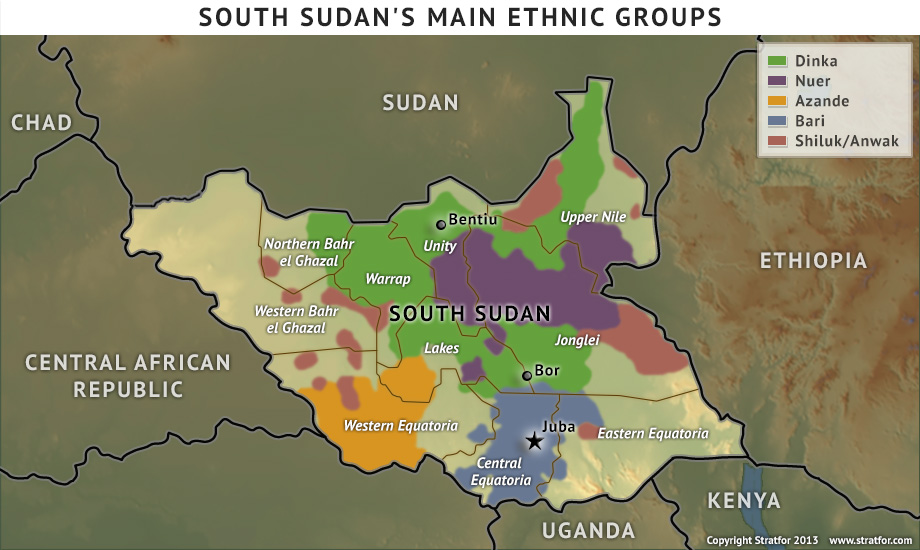 SOUTH SUDAN'S MAIN ETHNIC GROUPS
Dinka
Nuer
Azande
Bari
Shiluk/Anwak
CHAD
SUDAN
Bentiu
Upper Nile
Northern Bahr
el Ghazal
Unity
ETHIOPIA
Warrap
SOUTH SUDAN
Western Bahr
el Ghazal
Lakes
Jonglei
CENTRAL AFRICAN
REPUBLIC
Bor
Western Equatoria
Juba
Eastern Equatoria
Central
Equatoria
KENYA
UGANDA
Copyright Stratfor 2013 www.stratfor.com